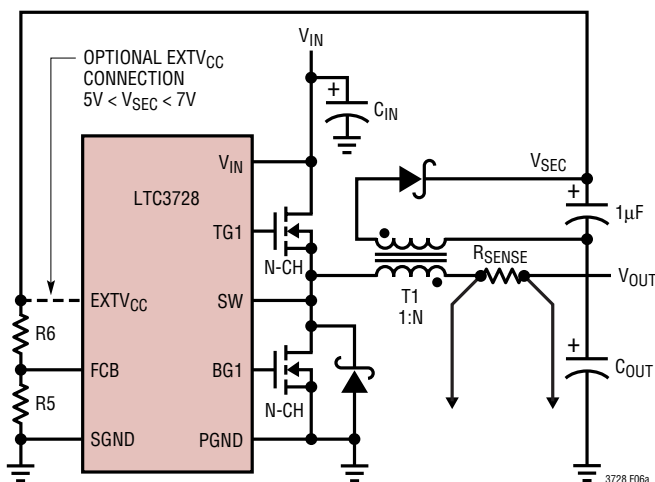 VIN
OPTIONAL EXTVCC
CONNECTION
5V < VSEC < 7V
+
CIN
VIN
LTC3728
TG1
N-CH
VSEC
+
1µF
RSENSE
VOUT
T1
1:N
EXTVCC
SW
R6
FCB
BG1
+
COUT
R5
N-CH
SGND
PGND
3728 F06a